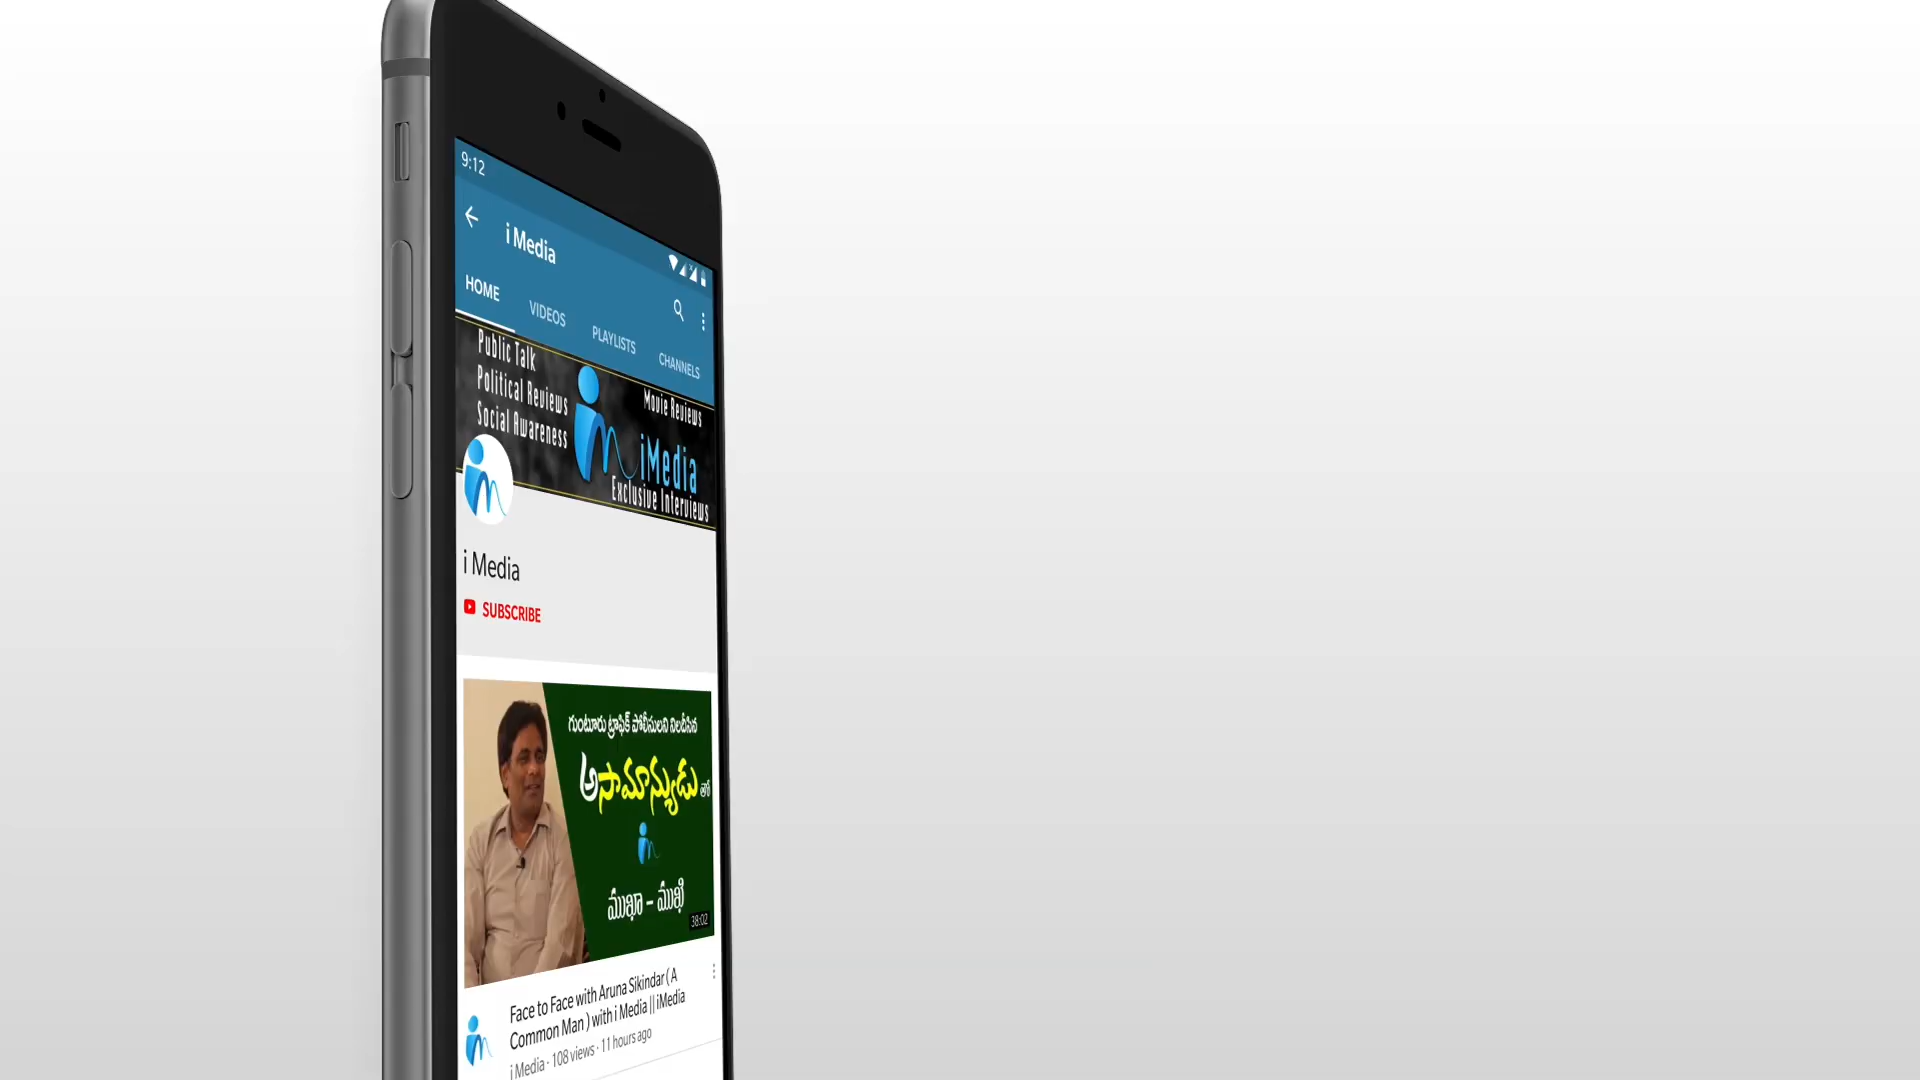 9:12
i Media
HOME VIDEOS PLAYLISTS CHANNELS
Public Talk
Political Reviews
Social Awareness
Movie Reviews
iMedia
Exclusive Interviews
i Media
SUBSCRIBE
గుంటూరు ట్రాఫిక్ పోలీసులని నిలదీసిన
అసామాన్యుడు తో
ముఖా - ముఖి
38:02
Face to Face with Aruna Sikindar ( A
Common Man ) with i Media || iMedia
i Media · 108 views · 11 hours ago